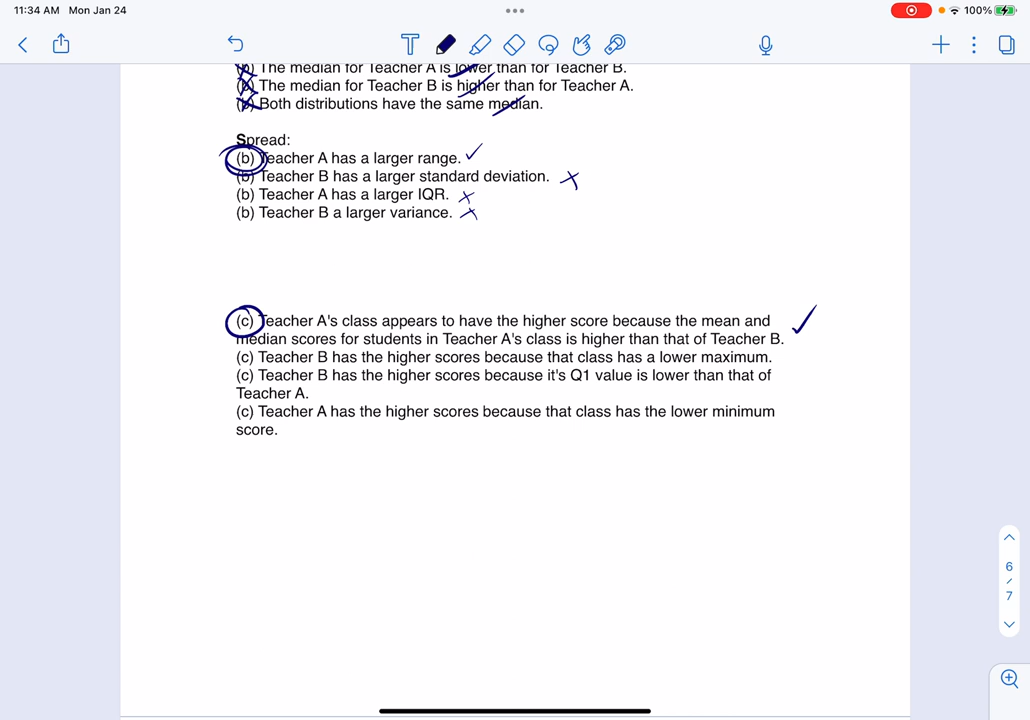 11:34 AM Mon Jan 24
100%
T
The median for Teacher A is lower than for Teacher B.
The median for Teacher B is higher than for Teacher A.
Both distributions have the same median.
Spread:
(b) Teacher A has a larger range.
(b) Teacher B has a larger standard deviation.
(b) Teacher A has a larger IQR.
(b) Teacher B a larger variance.
(c) Teacher A's class appears to have the higher score because the mean and
median scores for students in Teacher A's class is higher than that of Teacher B.
(c) Teacher B has the higher scores because that class has a lower maximum.
(c) Teacher B has the higher scores because it's Q1 value is lower than that of
Teacher A.
(c) Teacher A has the higher scores because that class has the lower minimum
score.
6
/
7